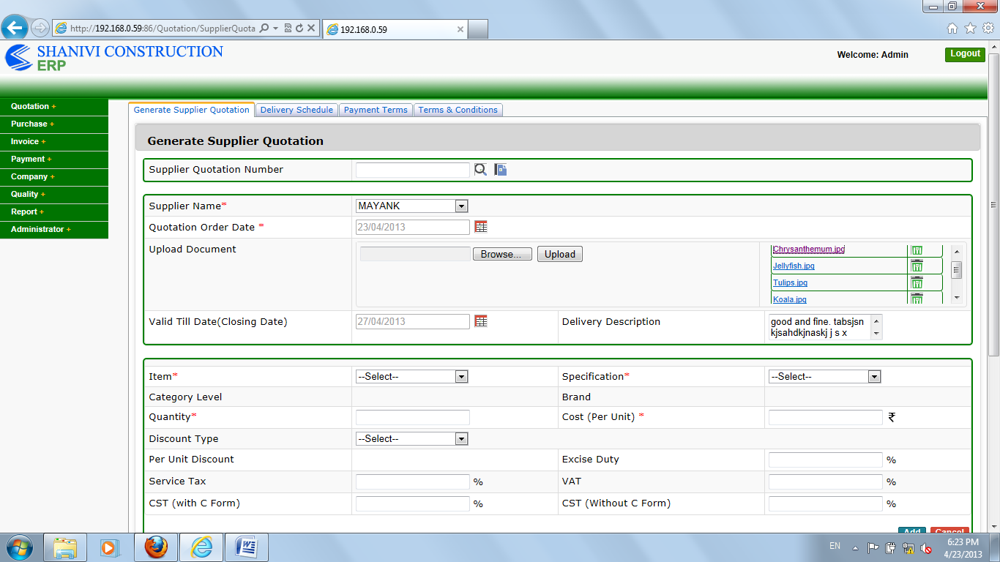 http://192.168.0.59:86/Quotation/SupplierQuota
192.168.0.59
SHANIVI CONSTRUCTION
ERP
Welcome: Admin
Logout
Quotation +
Purchase +
Invoice +
Payment +
Company +
Quality +
Report +
Administrator +
Generate Supplier Quotation Delivery Schedule Payment Terms Terms & Conditions
Generate Supplier Quotation
Supplier Quotation Number
Supplier Name* MAYANK
Quotation Order Date * 23/04/2013
Upload Document Browse... Upload
Chrysanthemum.jpg
Jellyfish.jpg
Tulips.jpg
Koala.jpg
Valid Till Date(Closing Date) 27/04/2013 Delivery Description
good and fine. tabsjsn
kjsahdkjnaskj j s x
Item* --Select-- Specification* --Select--
Category Level Brand
Quantity* Cost (Per Unit) * ₹
Discount Type --Select--
Per Unit Discount Excise Duty %
Service Tax % VAT %
CST (with C Form) % CST (Without C Form) %
Add Cancel
EN
6:23 PM
4/23/2013